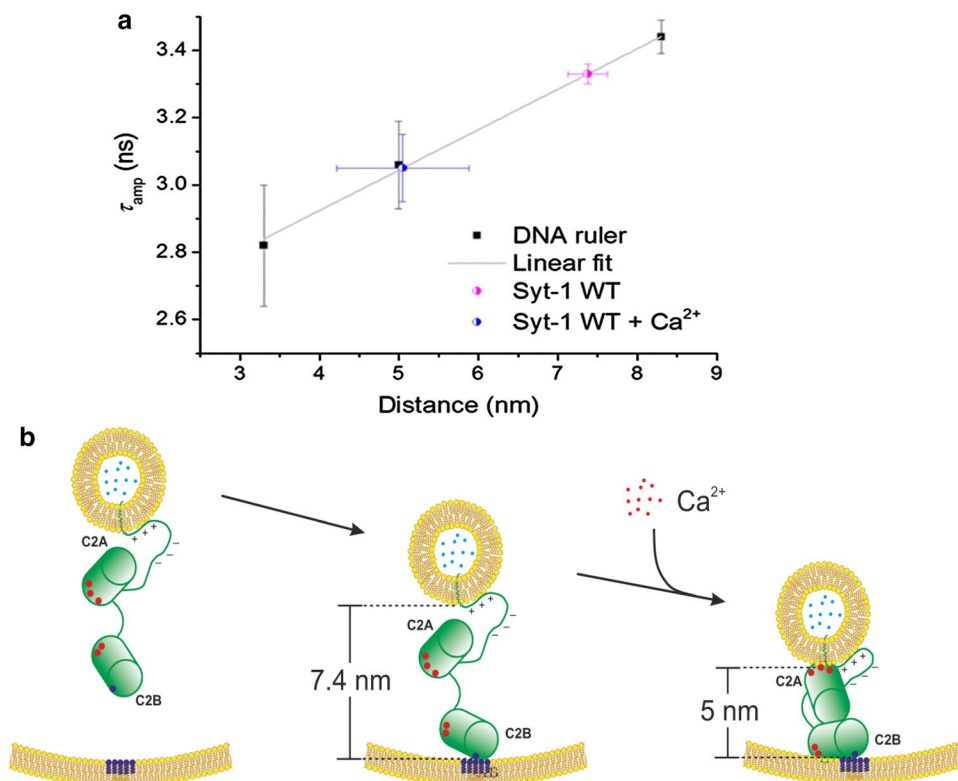 a
3.4
3.2
3.0
2.8
2.6
τamp (ns)
DNA ruler
Linear fit
Syt-1 WT
Syt-1 WT + Ca²⁺
3 4 5 6 7 8 9
Distance (nm)
b
C2A
+ + +
− − −
C2B
C2A
+ + +
− − −
7.4 nm
C2B
Ca²⁺
C2A
+ + +
− − −
5 nm
C2B